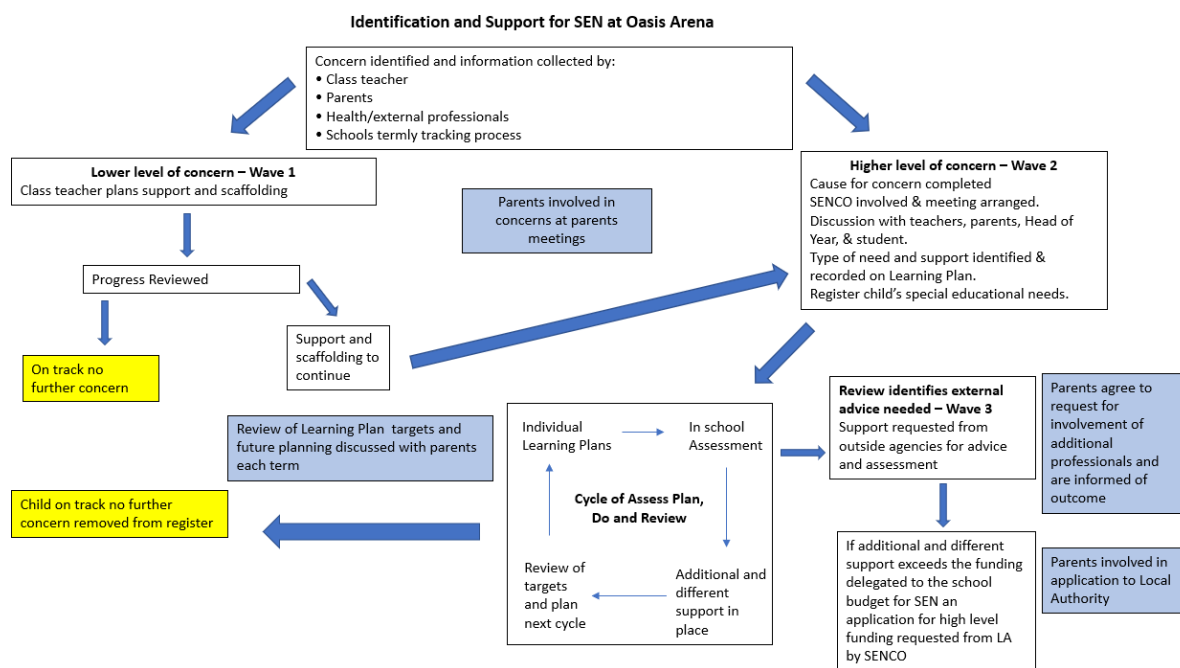 Identification and Support for SEN at Oasis Arena
Concern identified and information collected by:
• Class teacher
• Parents
• Health/external professionals
• Schools termly tracking process
Lower level of concern – Wave 1
Class teacher plans support and scaffolding
Higher level of concern – Wave 2
Cause for concern completed
SENCO involved & meeting arranged.
Discussion with teachers, parents, Head of
Year, & student.
Type of need and support identified &
recorded on Learning Plan.
Register child's special educational needs.
Parents involved in
concerns at parents
meetings
Progress Reviewed
Support and
scaffolding to
continue
On track no
further concern
Review of Learning Plan  targets and
future planning discussed with parents
each term
Child on track no further
concern removed from register
Individual
Learning Plans
In school
Assessment
Cycle of Assess Plan,
Do and Review
Review of
targets
and plan
next cycle
Additional and
different
support in
place
Review identifies external
advice needed – Wave 3
Support requested from
outside agencies for advice
and assessment
Parents agree to
request for
involvement of
additional
professionals and
are informed of
outcome
If additional and different
support exceeds the funding
delegated to the school
budget for SEN an
application for high level
funding requested from LA
by SENCO
Parents involved in
application to Local
Authority